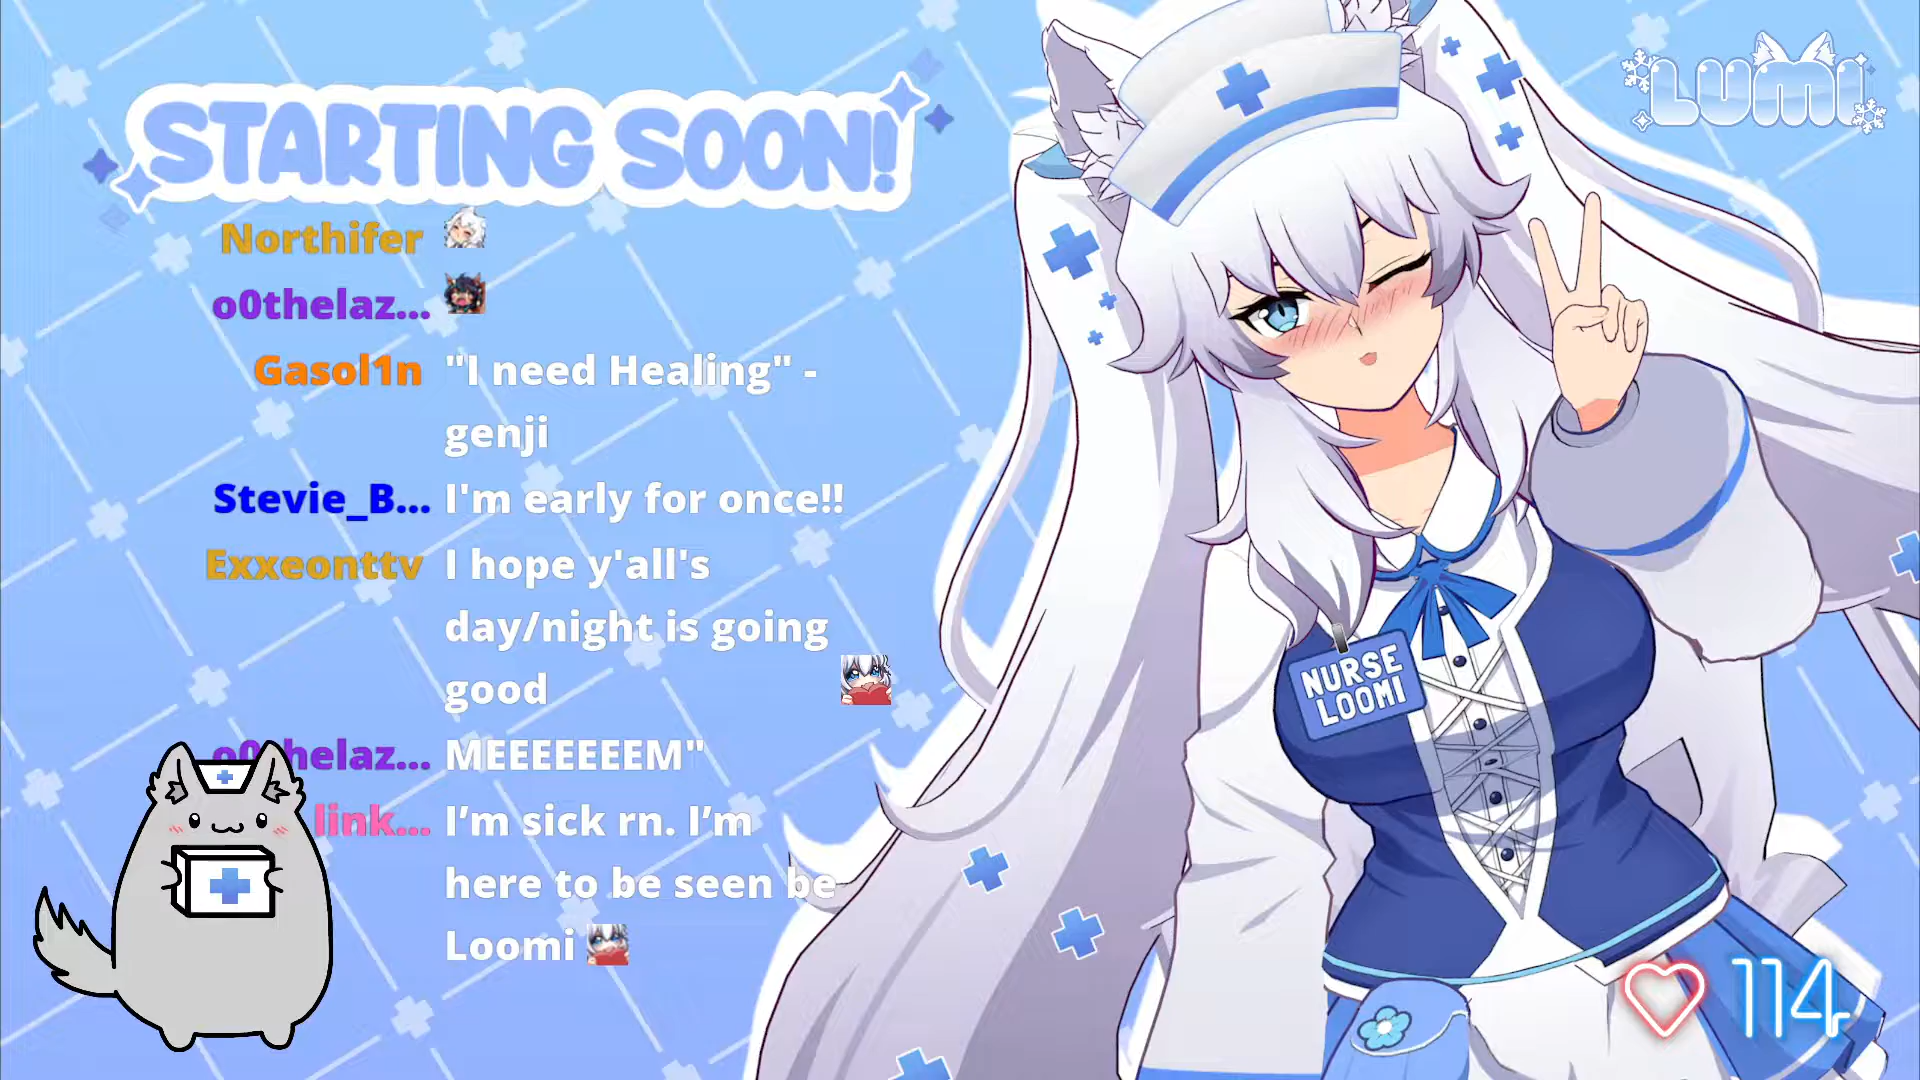 STARTING SOON!
LUMI
Northifer
o0thelaz...
Gasol1n "I need Healing" -
genji
Stevie_B... I'm early for once!!
Exxeonttv I hope y'all's
day/night is going
good
o0thelaz... MEEEEEEEM"
link... I’m sick rn. I’m
here to be seen be
Loomi
NURSE
LOOMI
114